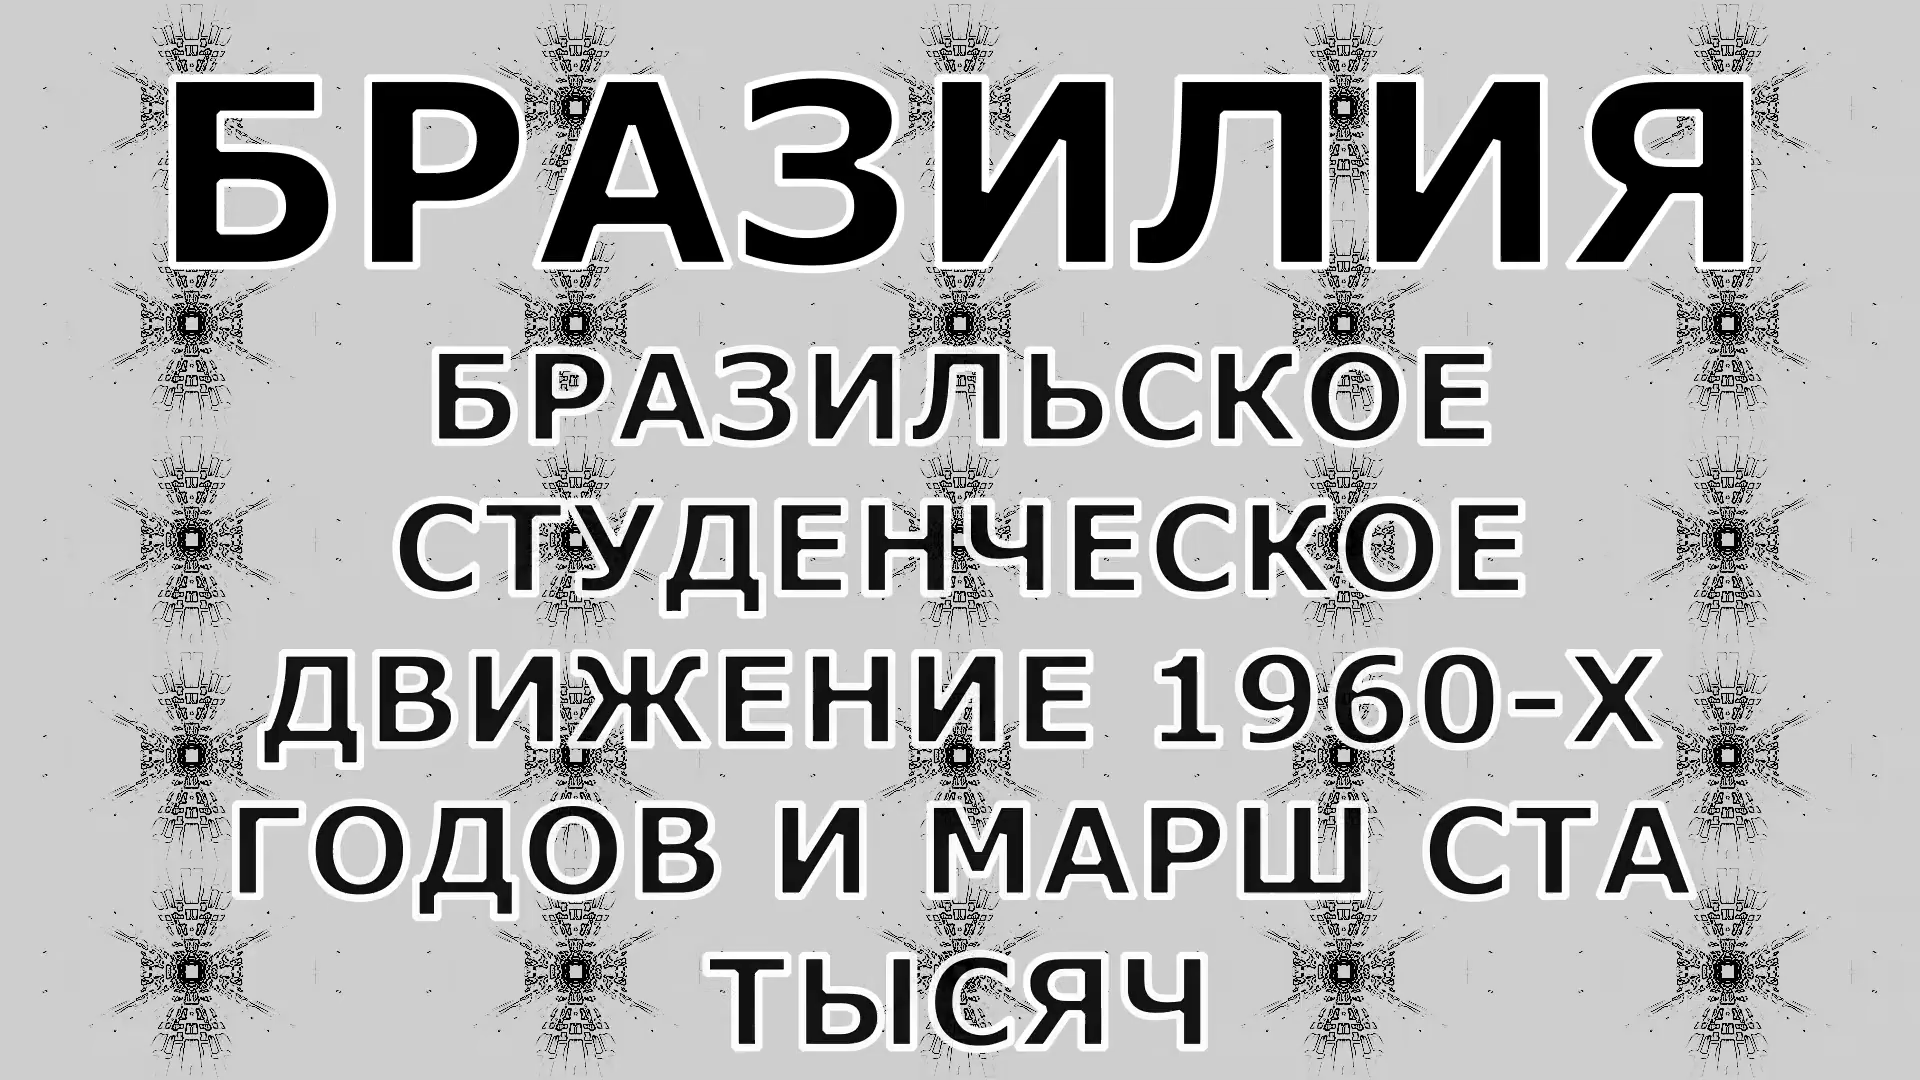 БРАЗИЛИЯ
БРАЗИЛЬСКОЕ
СТУДЕНЧЕСКОЕ
ДВИЖЕНИЕ 1960-Х
ГОДОВ И МАРШ СТА
ТЫСЯЧ